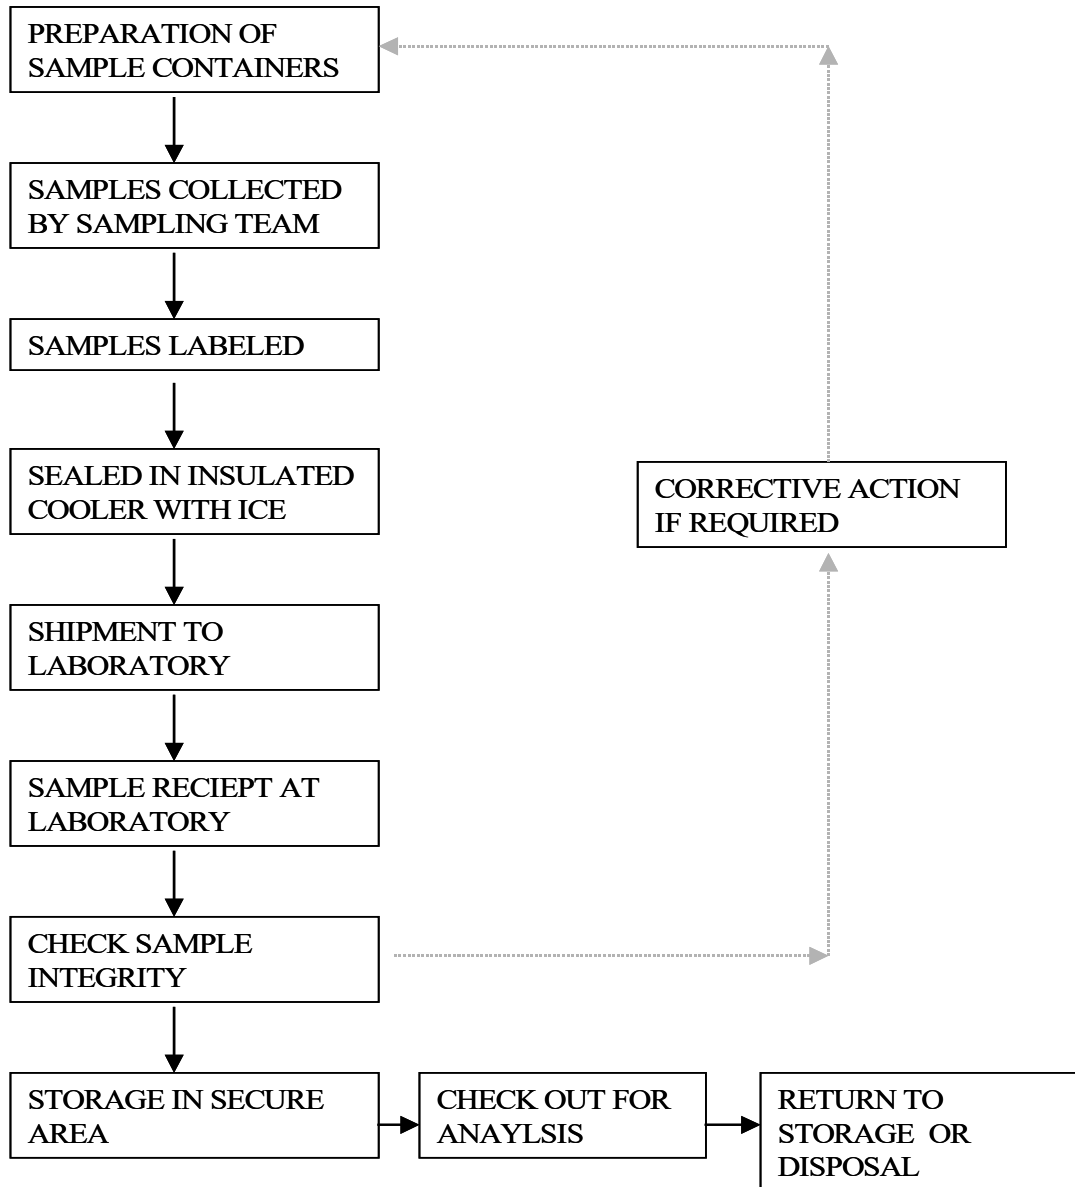 PREPARATION OF
SAMPLE CONTAINERS
SAMPLES COLLECTED
BY SAMPLING TEAM
SAMPLES LABELED
SEALED IN INSULATED
COOLER WITH ICE
CORRECTIVE ACTION
IF REQUIRED
SHIPMENT TO
LABORATORY
SAMPLE RECIEPT AT
LABORATORY
CHECK SAMPLE
INTEGRITY
STORAGE IN SECURE
AREA
CHECK OUT FOR
ANAYLSIS
RETURN TO
STORAGE OR
DISPOSAL